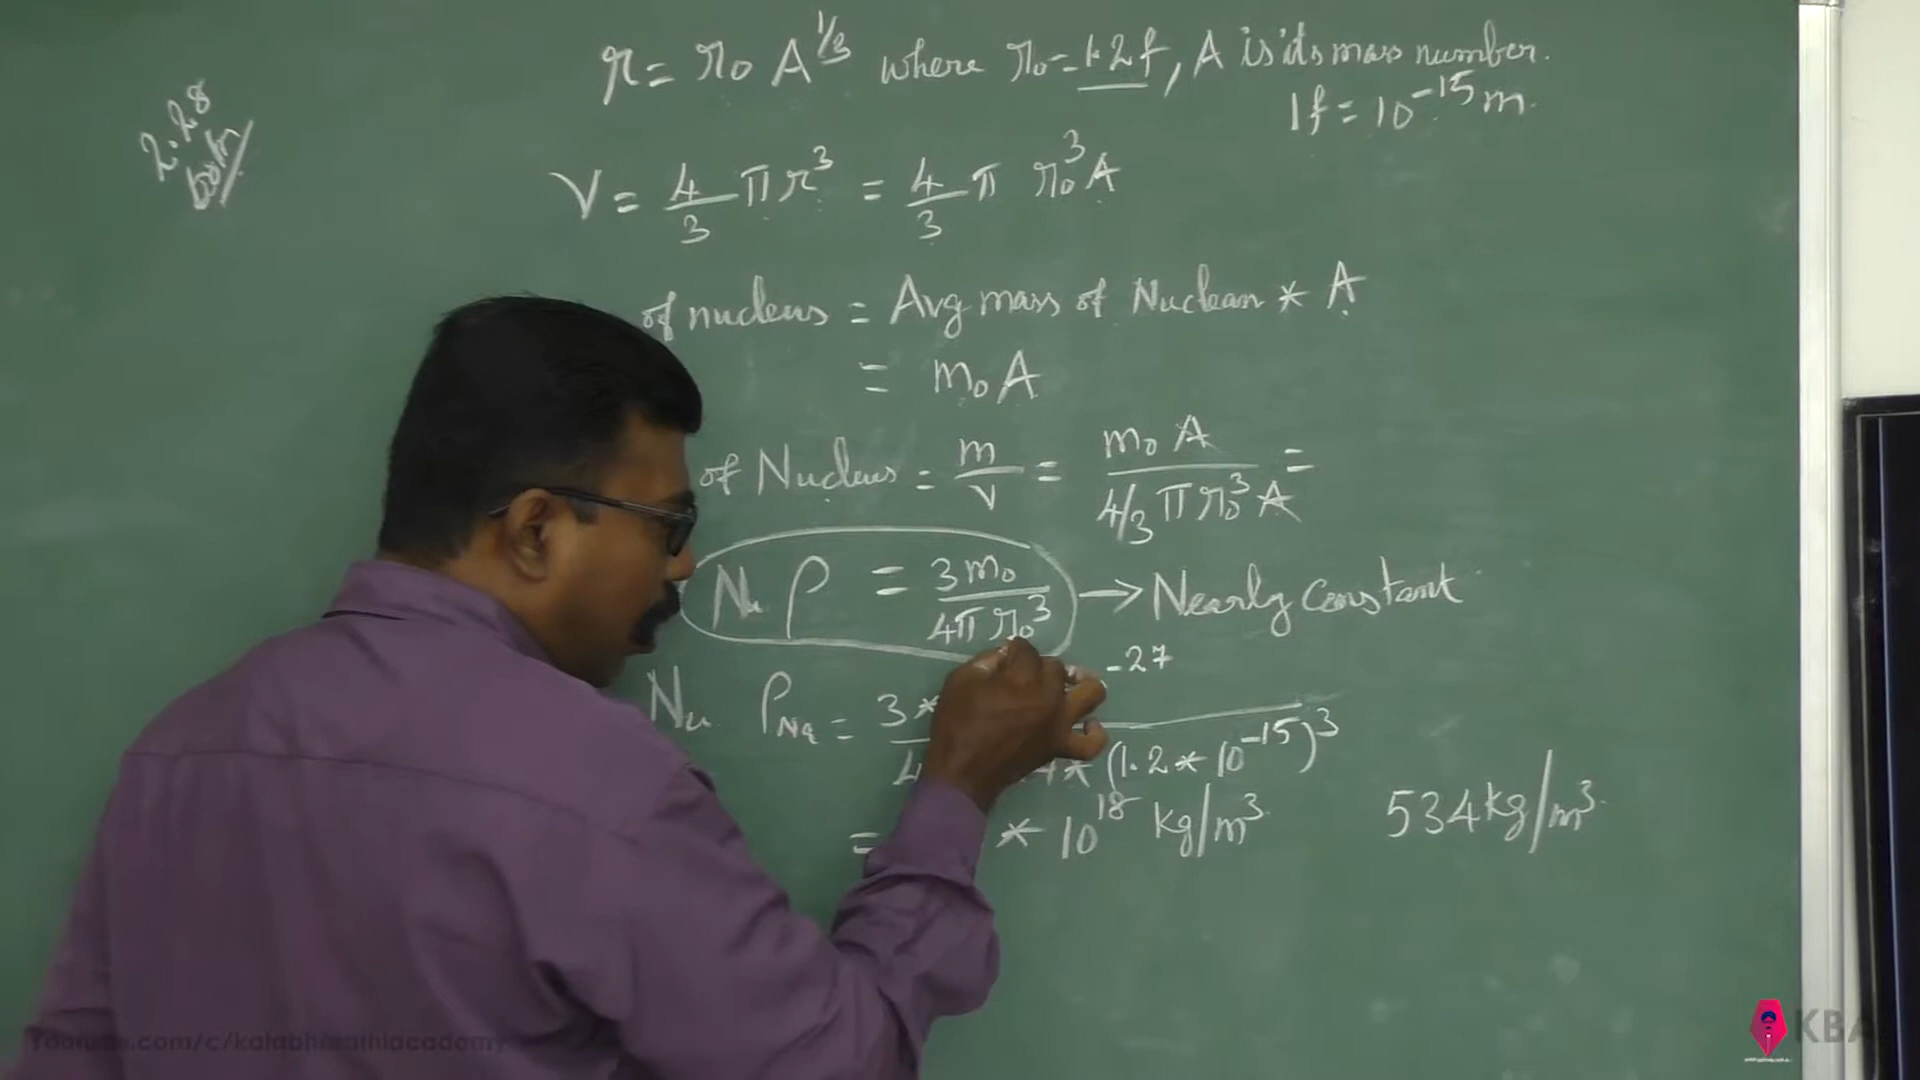 r = r₀ A^1/3 where r₀ = 1.2f, A is its mass number.
1f = 10^-15 m.
2.28
V = 4/3 π r³ = 4/3 π r₀³ A
of nucleus = Avg mass of Nuclean * A
= m₀ A
of Nucleus = m/V = m₀ A / 4/3 π r₀³ A =
Nu ρ = 3m₀ / 4π r₀³ → Nearly constant
-27
Nu ρNa = 3* / 4 * (1.2 * 10^-15)³
= * 10^18 kg/m³ 534 kg/m³
KBA